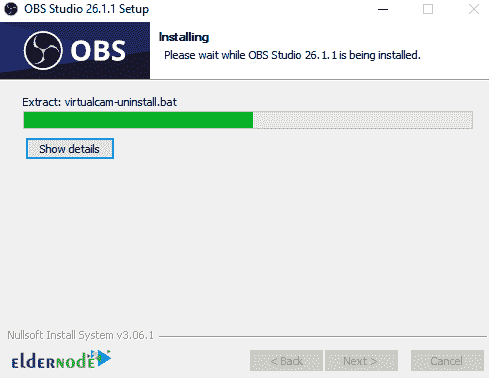 OBS Studio 26.1.1 Setup
OBS
Installing
Please wait while OBS Studio 26.1.1 is being installed.
Extract: virtualcam-uninstall.bat
Show details
Nullsoft Install System v3.06.1
eldernode
< Back
Next >
Cancel